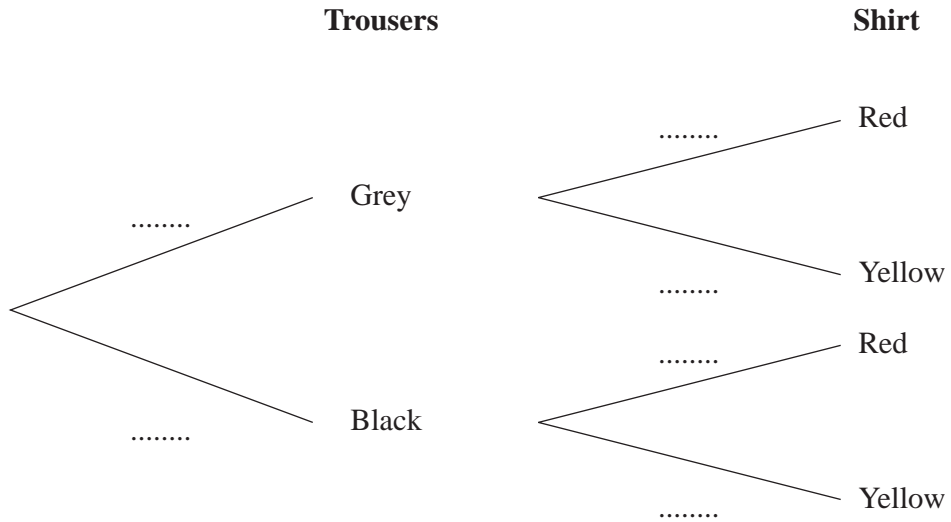 Trousers Shirt
........ Red
Grey
........
Yellow
........
........ Red
Black
........
Yellow
........